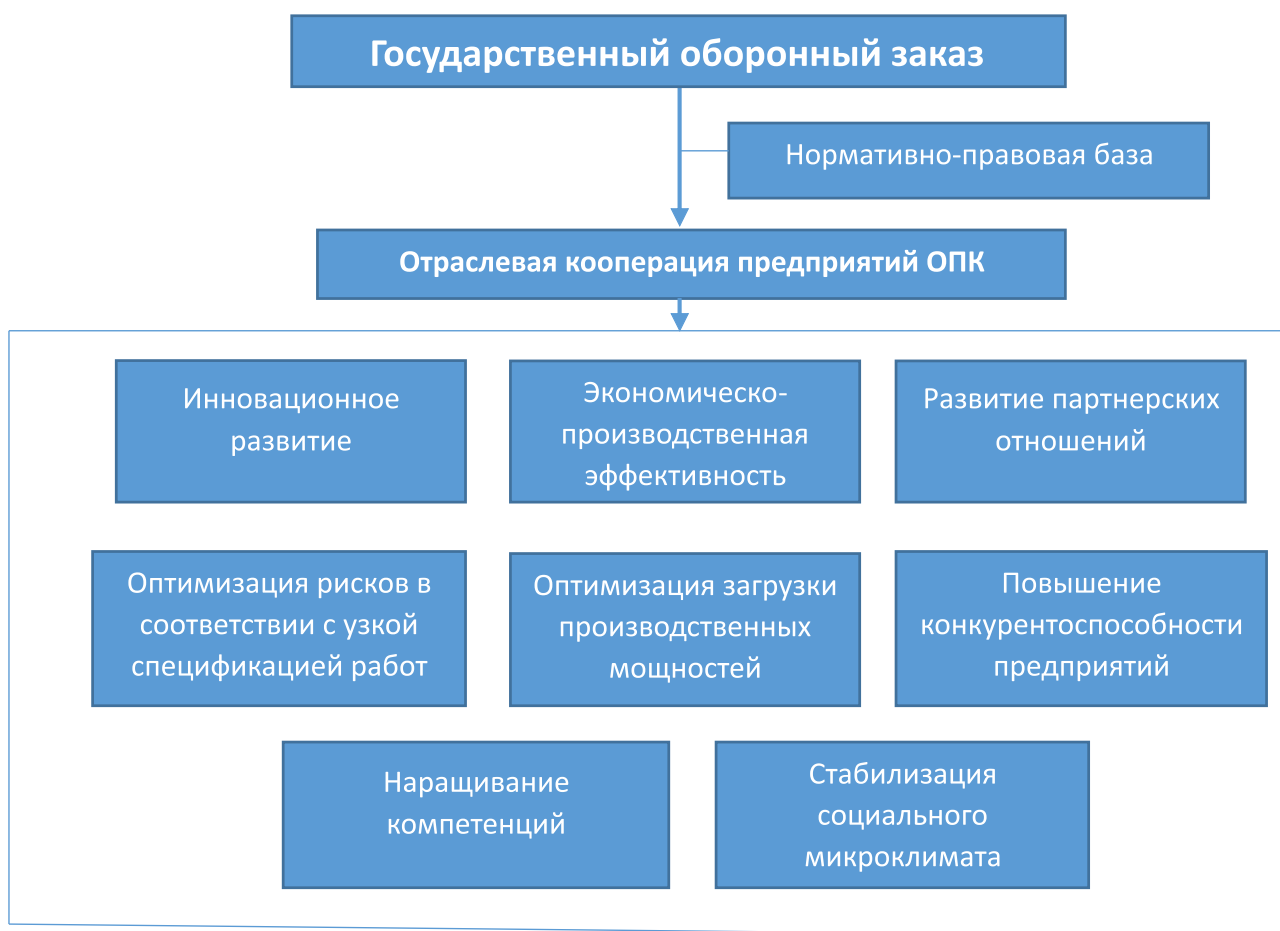 Государственный оборонный заказ
Нормативно-правовая база
Отраслевая кооперация предприятий ОПК
Инновационное
развитие
Экономическо-
производственная
эффективность
Развитие партнерских
отношений
Оптимизация рисков в
соответствии с узкой
спецификацией работ
Оптимизация загрузки
производственных
мощностей
Повышение
конкурентоспособности
предприятий
Наращивание
компетенций
Стабилизация
социального
микроклимата